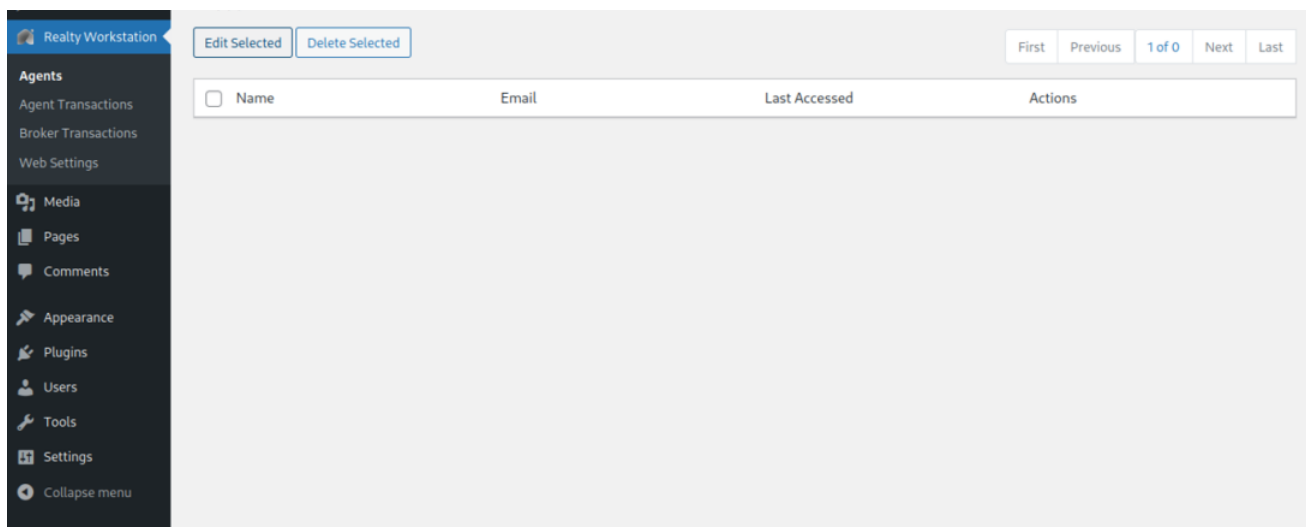 Realty Workstation
Agents
Agent Transactions
Broker Transactions
Web Settings
Media
Pages
Comments
Appearance
Plugins
Users
Tools
Settings
Collapse menu
Edit Selected Delete Selected First Previous 1 of 0 Next Last
Name Email Last Accessed Actions